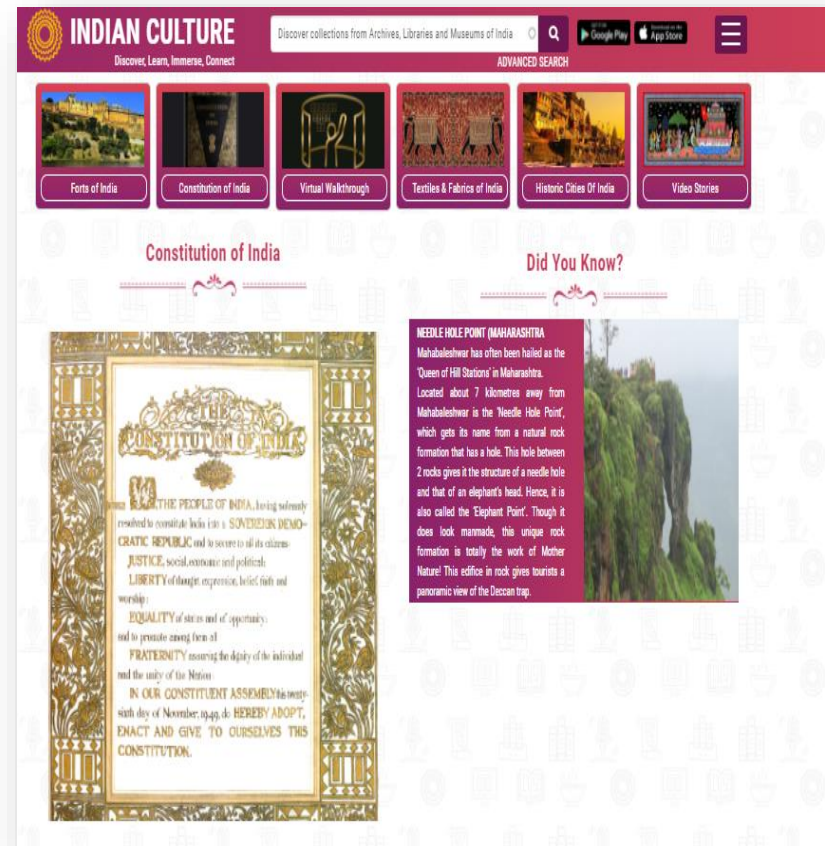 INDIAN CULTURE
Discover, Learn, Immerse, Connect
Discover collections from Archives, Libraries and Museums of India
GET IT ON
Google Play
Download on the
App Store
ADVANCED SEARCH
Forts of India
Constitution of India
Virtual Walkthrough
Textiles & Fabrics of India
Historic Cities Of India
Video Stories
Constitution of India
THE
CONSTITUTION OF INDIA
WE, THE PEOPLE OF INDIA, having solemnly
resolved to constitute India into a SOVEREIGN DEMO-
CRATIC REPUBLIC and to secure to all its citizens:
JUSTICE, social, economic and political;
LIBERTY of thought, expression, belief, faith and
worship;
EQUALITY of status and of opportunity;
and to promote among them all
FRATERNITY assuring the dignity of the individual
and the unity of the Nation;
IN OUR CONSTITUENT ASSEMBLY this twenty-
sixth day of November, 1949, do HEREBY ADOPT,
ENACT AND GIVE TO OURSELVES THIS
CONSTITUTION.
Did You Know?
NEEDLE HOLE POINT (MAHARASHTRA
Mahabaleshwar has often been hailed as the
'Queen of Hill Stations' in Maharashtra.
Located about 7 kilometres away from
Mahabaleshwar is the 'Needle Hole Point',
which gets its name from a natural rock
formation that has a hole. This hole between
2 rocks gives it the structure of a needle hole
and that of an elephant's head. Hence, it is
also called the 'Elephant Point'. Though it
does look manmade, this unique rock
formation is totally the work of Mother
Nature! This edifice in rock gives tourists a
panoramic view of the Deccan trap.